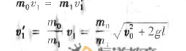 m₀v₁ = m₁v₁'
v₁' = m₀/m₁ v₁ = m₀/m₁ √(v₀² + 2gl)